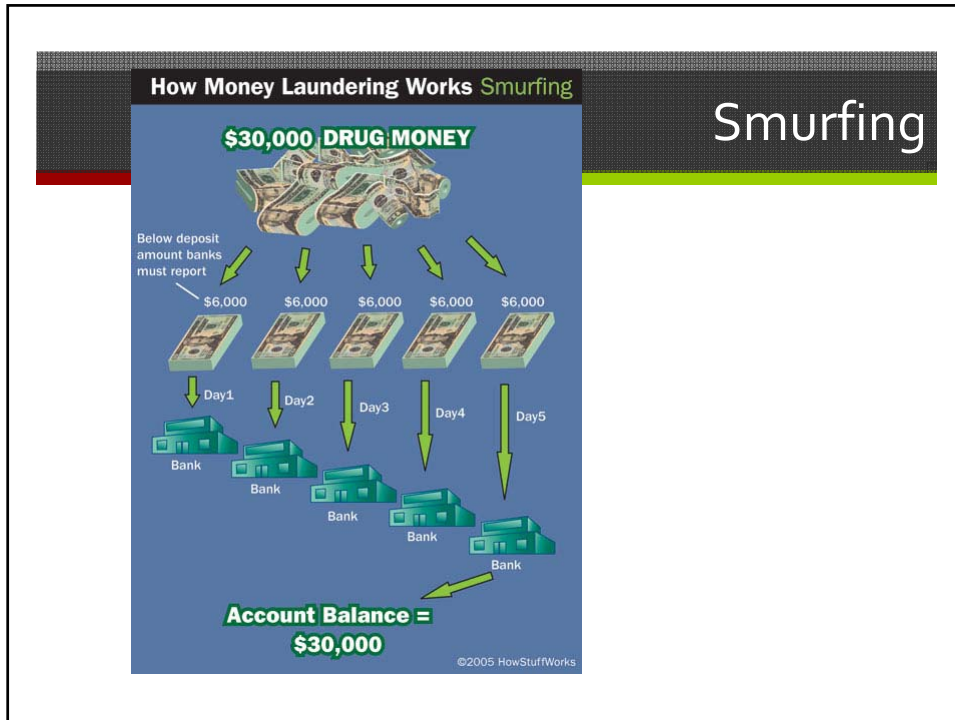 Smurfing
How Money Laundering Works Smurfing
$30,000 DRUG MONEY
Below deposit
amount banks
must report
$6,000 $6,000 $6,000 $6,000 $6,000
Day1
Day2
Day3
Day4
Day5
Bank
Bank
Bank
Bank
Bank
Account Balance =
$30,000
©2005 HowStuffWorks